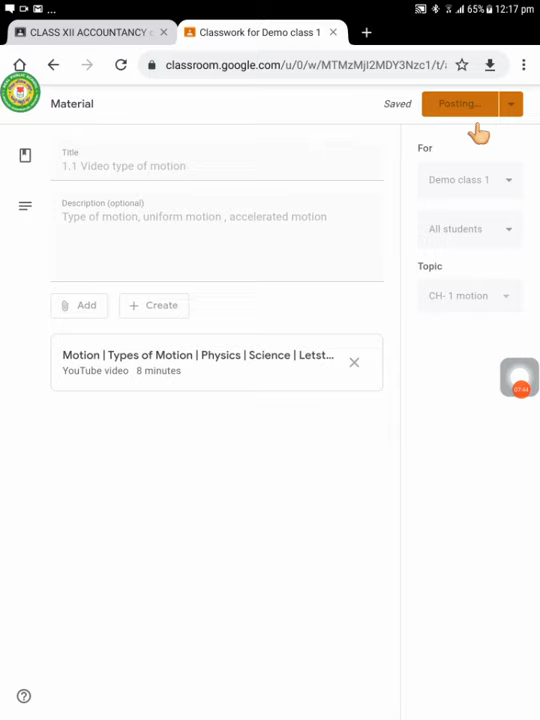 ... 65% 12:17 pm
CLASS XII ACCOUNTANCY
Classwork for Demo class 1
classroom.google.com/u/0/w/MTMzMjI2MDY3Nzc1/t/
Material
Saved
Posting...
Title
1.1 Video type of motion
Description (optional)
Type of motion, uniform motion , accelerated motion
Add
Create
Motion | Types of Motion | Physics | Science | Letst...
YouTube video 8 minutes
For
Demo class 1
All students
Topic
CH- 1 motion
07:44